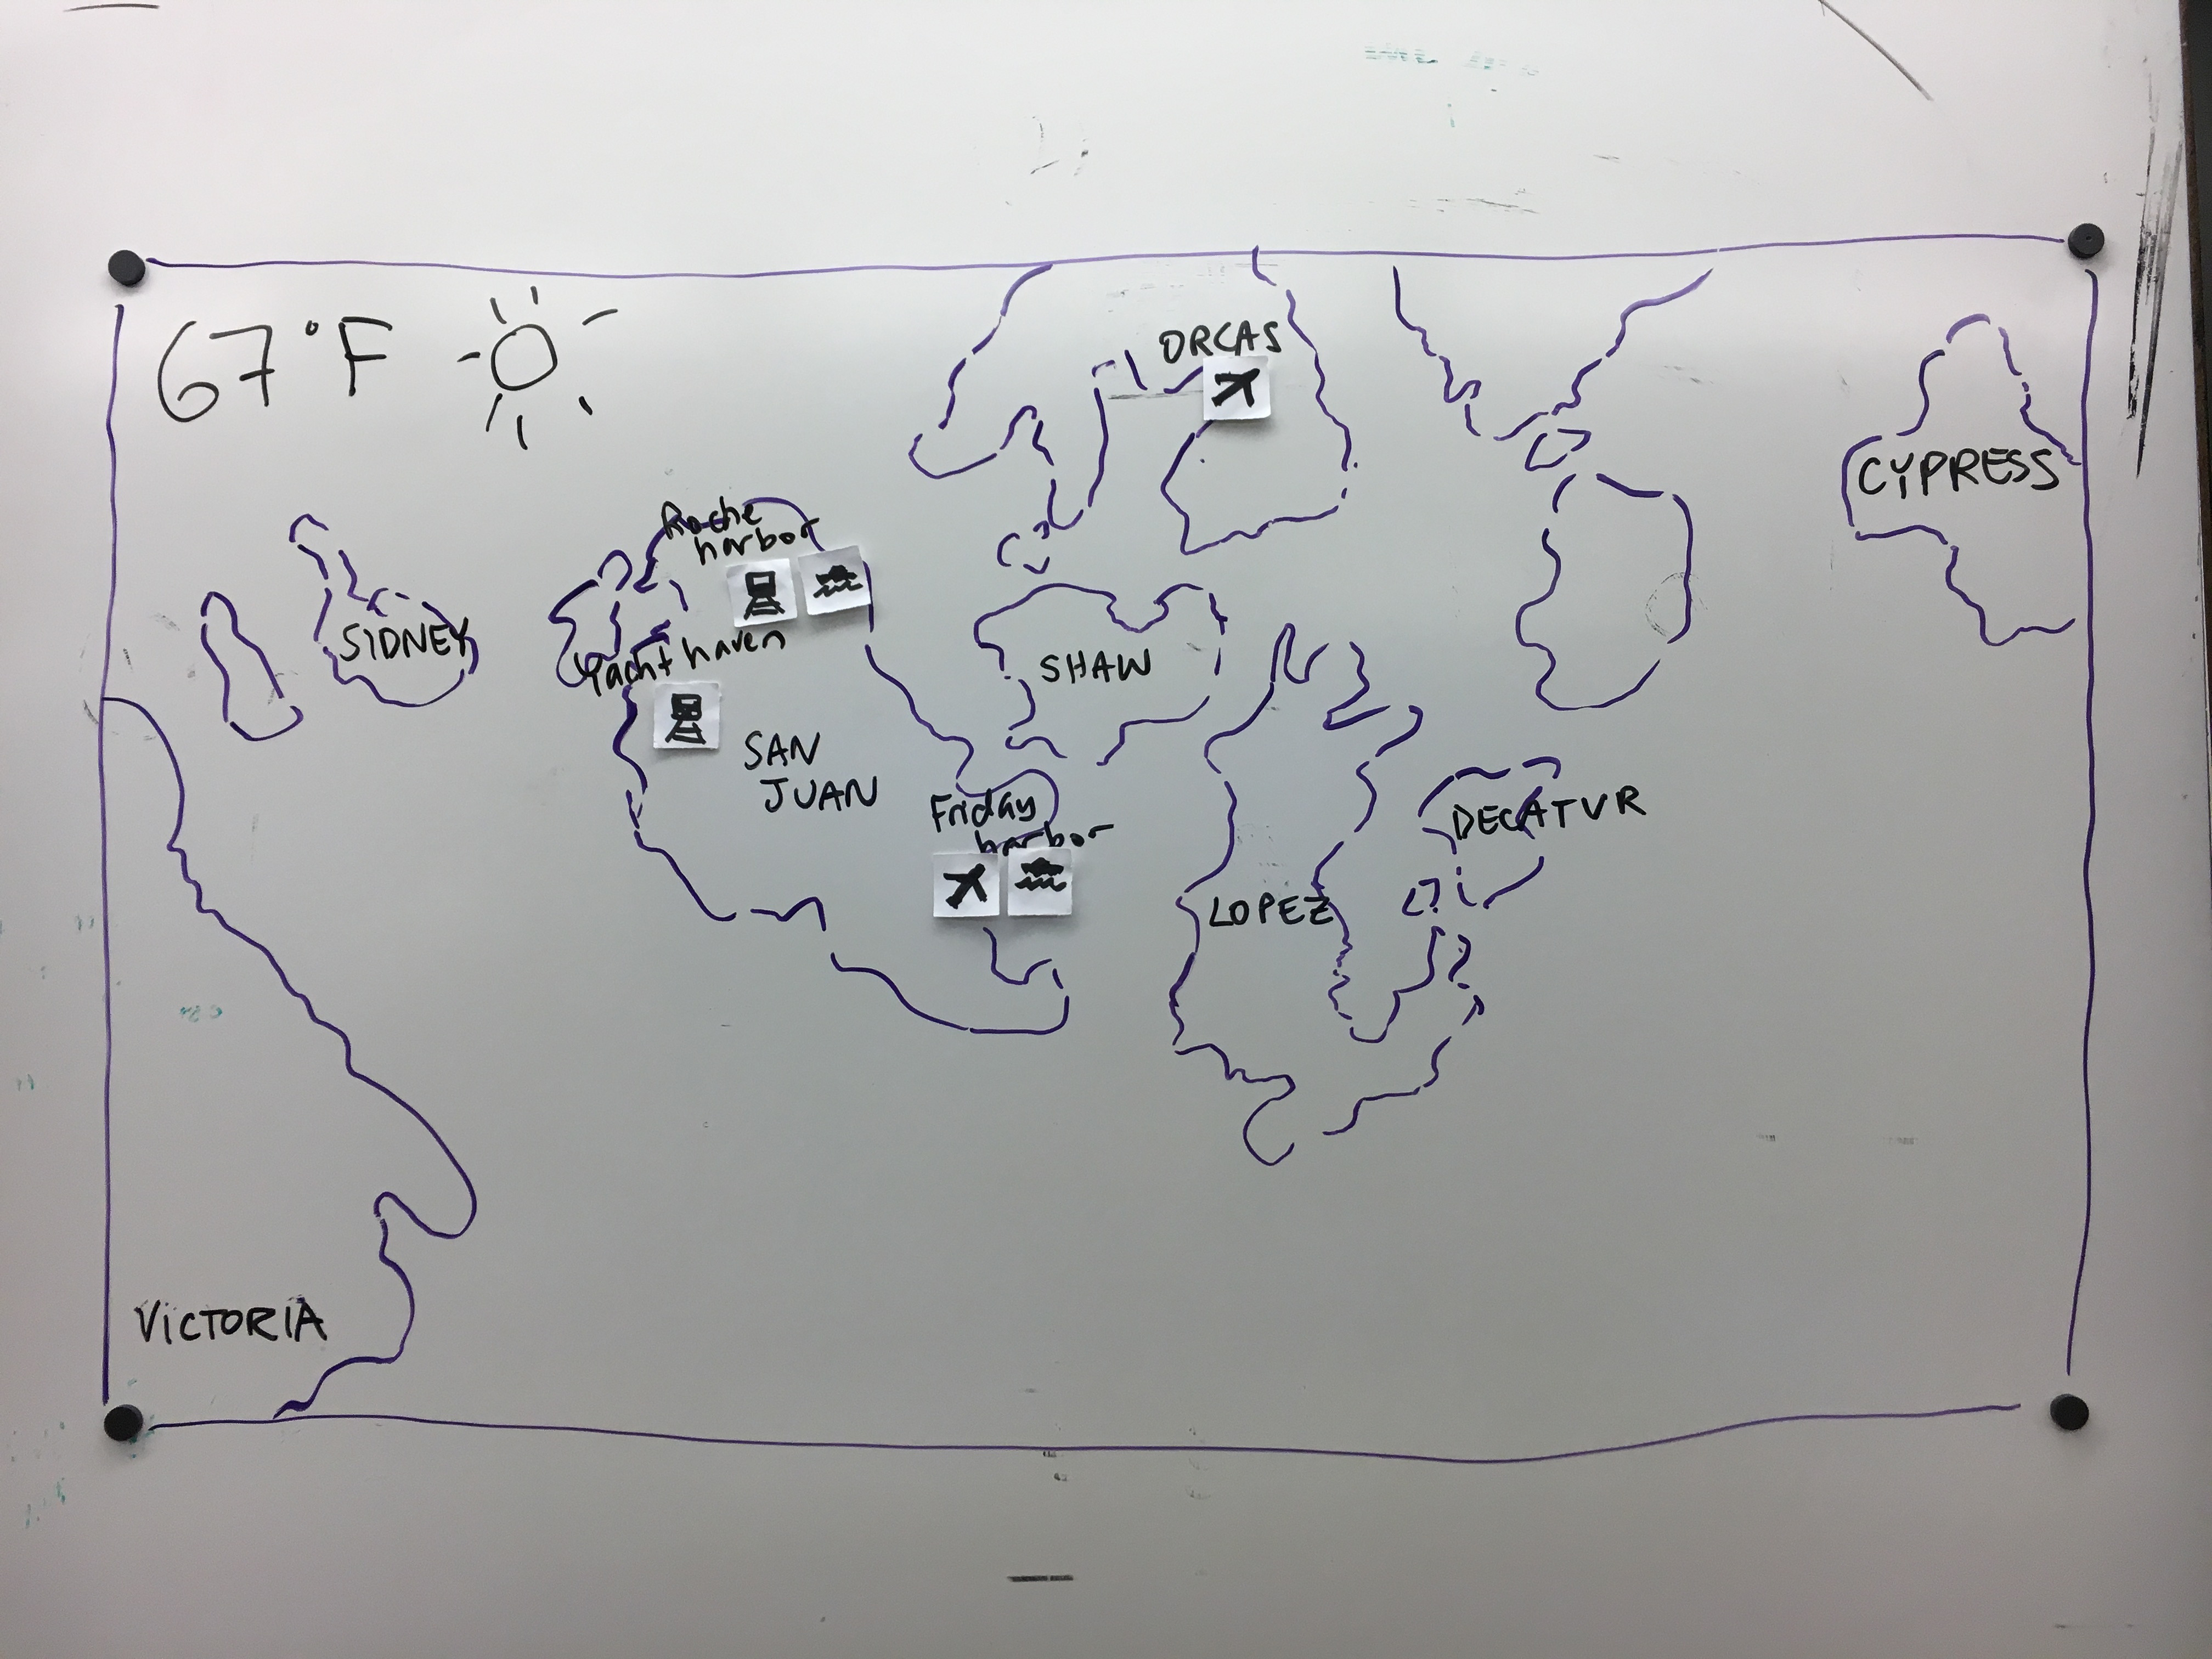 67°F
ORCAS
CYPRESS
Roche
harbor
SIDNEY
Yacht haven
SHAW
SAN
JUAN
Friday
harbor
DECATUR
LOPEZ
VICTORIA